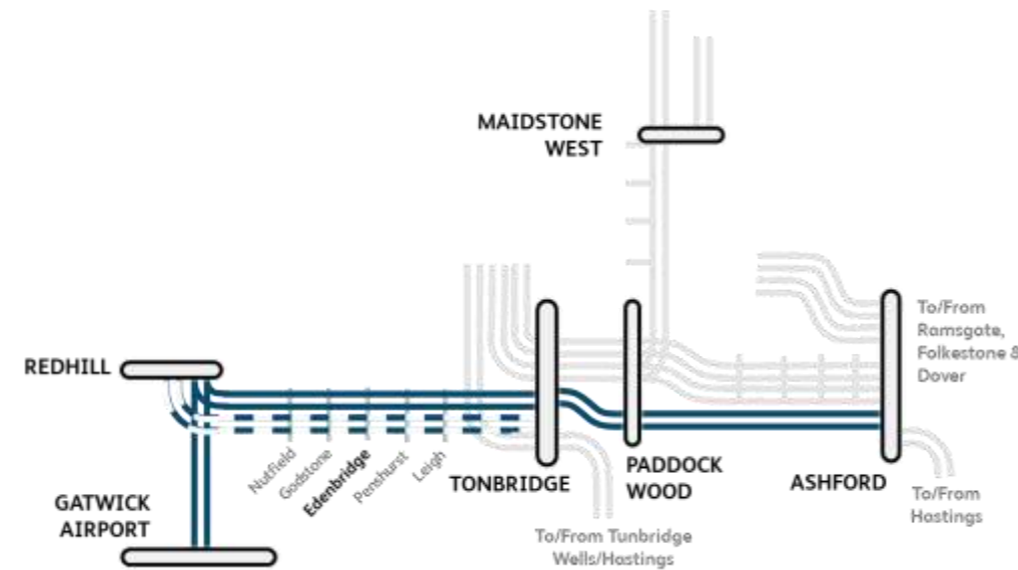 MAIDSTONE
WEST
To/From
Ramsgate,
Folkestone &
Dover
REDHILL
Nutfield
Godstone
Edenbridge
Penshurst
Leigh
TONBRIDGE
PADDOCK
WOOD
ASHFORD
GATWICK
AIRPORT
To/From
Hastings
To/From Tunbridge
Wells/Hastings